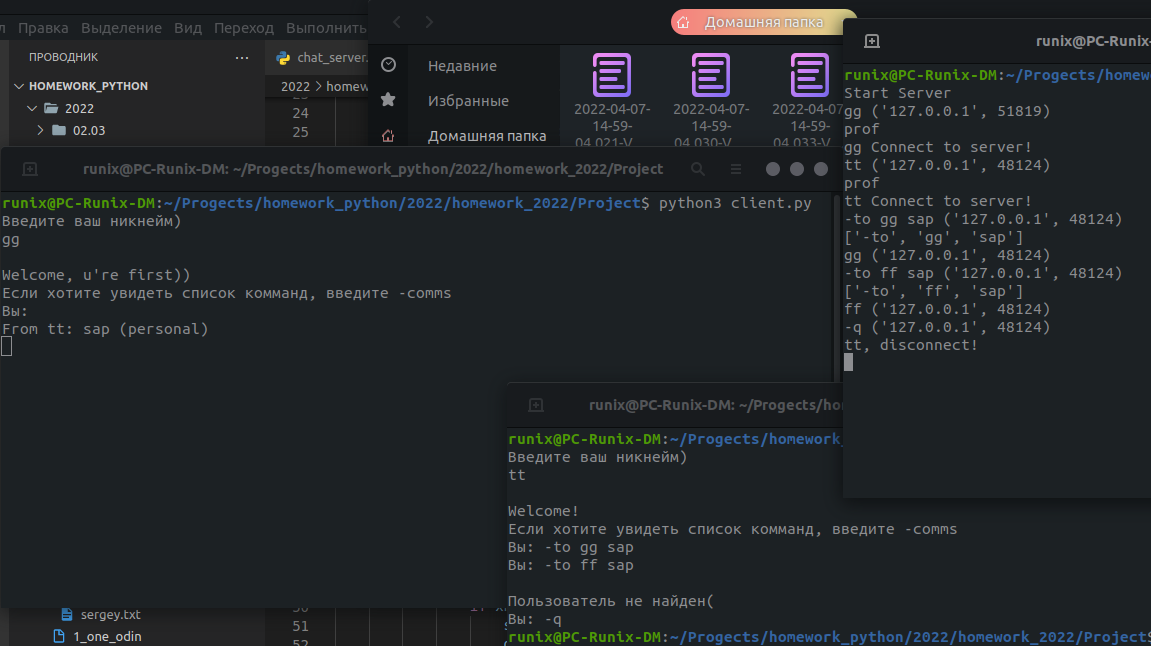 Правка Выделение Вид Переход Выполнить
ПРОВОДНИК ...
HOMEWORK_PYTHON
2022
02.03
chat_server.
2022 > homew
24
25
Домашняя папка
Недавние
Избранные
Домашняя папка
2022-04-07-
14-59-
04.021-V
2022-04-07-
14-59-
04.030-V
2022-04-07-
14-59-
04.033-V
runix@PC-Runix-DM: ~/Progects/homework_python/2022/homework_2022/Project
runix@PC-Runix-DM:~/Progects/homework_python/2022/homework_2022/Project$ python3 client.py
Введите ваш никнейм)
gg
Welcome, u're first))
Если хотите увидеть список комманд, введите -comms
Вы:
From tt: sap (personal)
runix@PC-Runix-
runix@PC-Runix-DM:~/Progects/homew
Start Server
gg ('127.0.0.1', 51819)
prof
gg Connect to server!
tt ('127.0.0.1', 48124)
prof
tt Connect to server!
-to gg sap ('127.0.0.1', 48124)
['-to', 'gg', 'sap']
gg ('127.0.0.1', 48124)
-to ff sap ('127.0.0.1', 48124)
['-to', 'ff', 'sap']
ff ('127.0.0.1', 48124)
-q ('127.0.0.1', 48124)
tt, disconnect!
runix@PC-Runix-DM: ~/Progects/ho
runix@PC-Runix-DM:~/Progects/homework_
Введите ваш никнейм)
tt
Welcome!
Если хотите увидеть список комманд, введите -comms
Вы: -to gg sap
Вы: -to ff sap
Пользователь не найден(
Вы: -q
runix@PC-Runix-DM:~/Progects/homework_python/2022/homework_2022/Project$
sergey.txt
1_one_odin
51
52